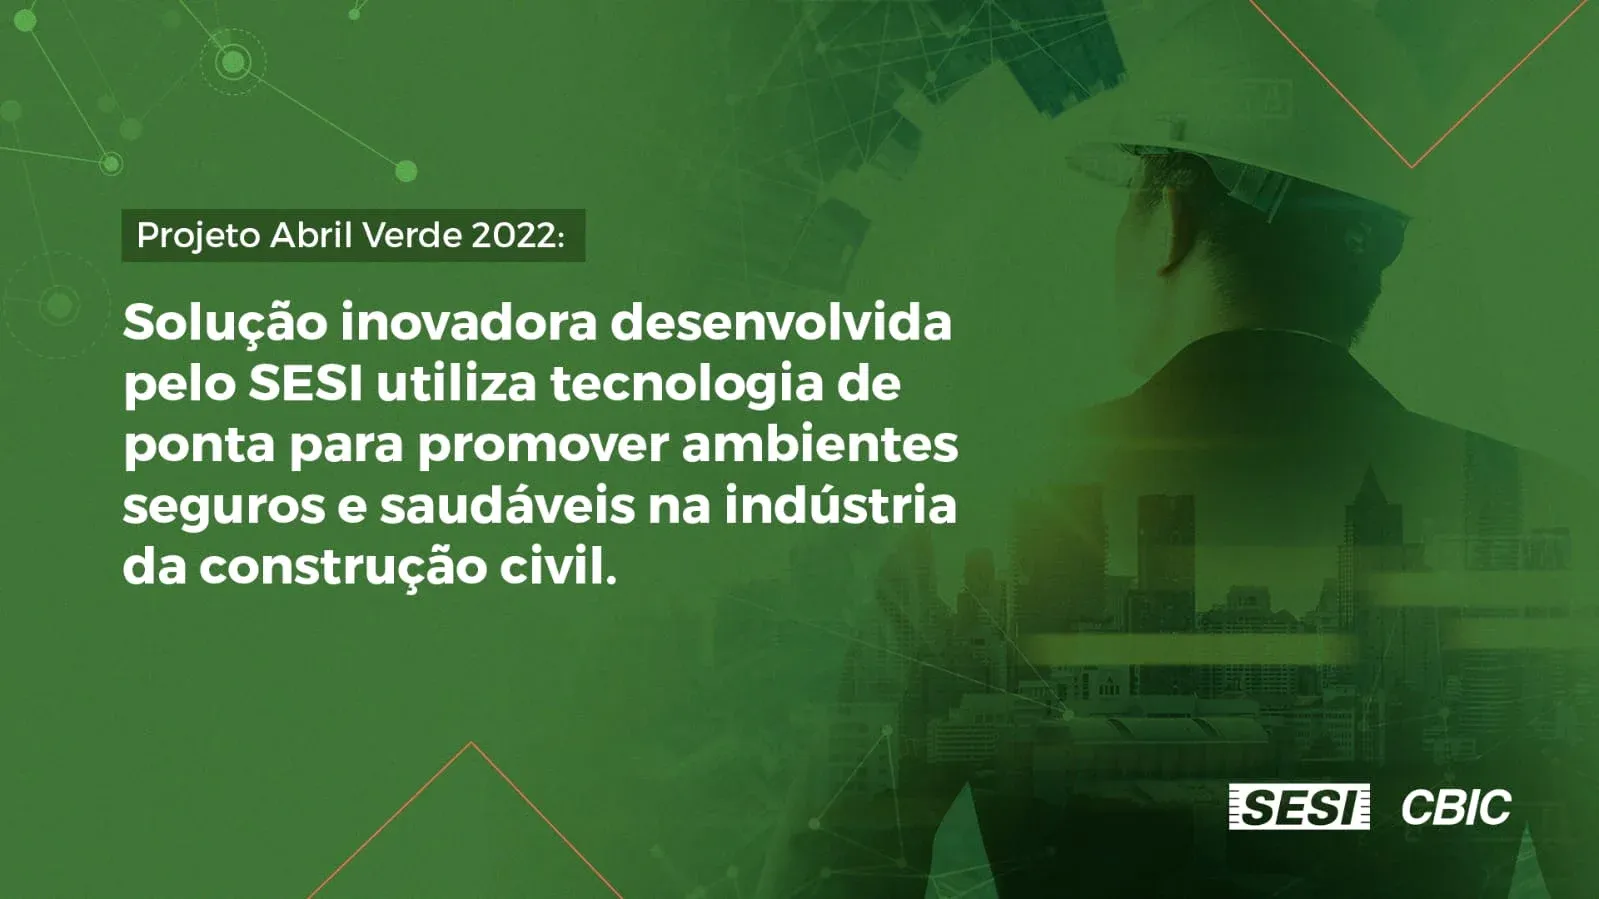 Projeto Abril Verde 2022:
Solução inovadora desenvolvida
pelo SESI utiliza tecnologia de
ponta para promover ambientes
seguros e saudáveis na indústria
da construção civil.
SESI CBIC